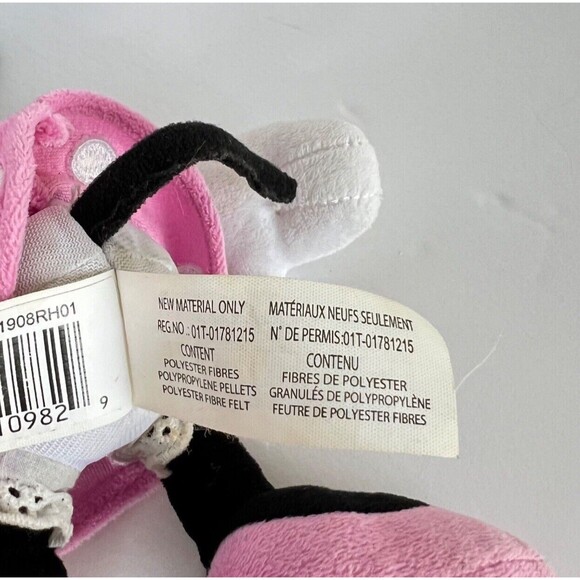 1908RH01
10982 9
NEW MATERIAL ONLY
REG.NO.:01T-01781215
CONTENT
POLYESTER FIBRES
POLYPROPYLENE PELLETS
POLYESTER FIBRE FELT
MATÉRIAUX NEUFS SEULEMENT
N° DE PERMIS:01T-01781215
CONTENU
FIBRES DE POLYESTER
GRANULÉS DE POLYPROPYLÈNE
FEUTRE DE POLYESTER FIBRES